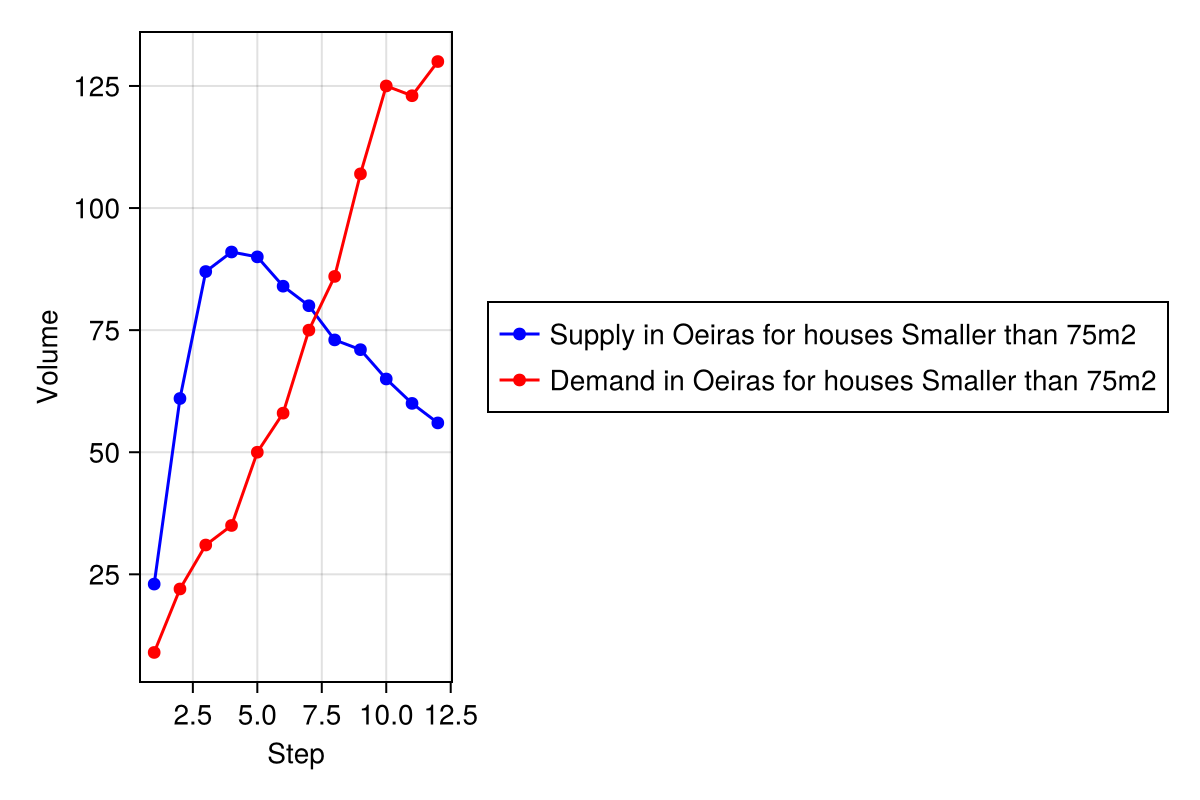 125
100
75
50
25
Volume
2.5 5.0 7.5 10.0 12.5
Step
Supply in Oeiras for houses Smaller than 75m2
Demand in Oeiras for houses Smaller than 75m2